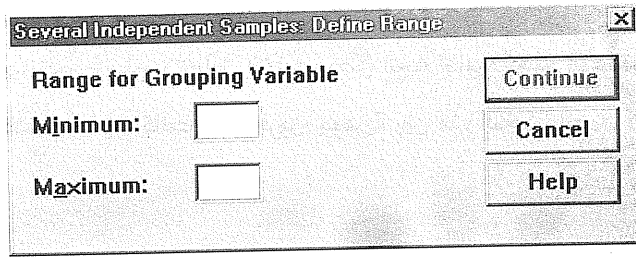 Several Independent Samples: Define Range
Range for Grouping Variable
Minimum:
Maximum:
Continue
Cancel
Help